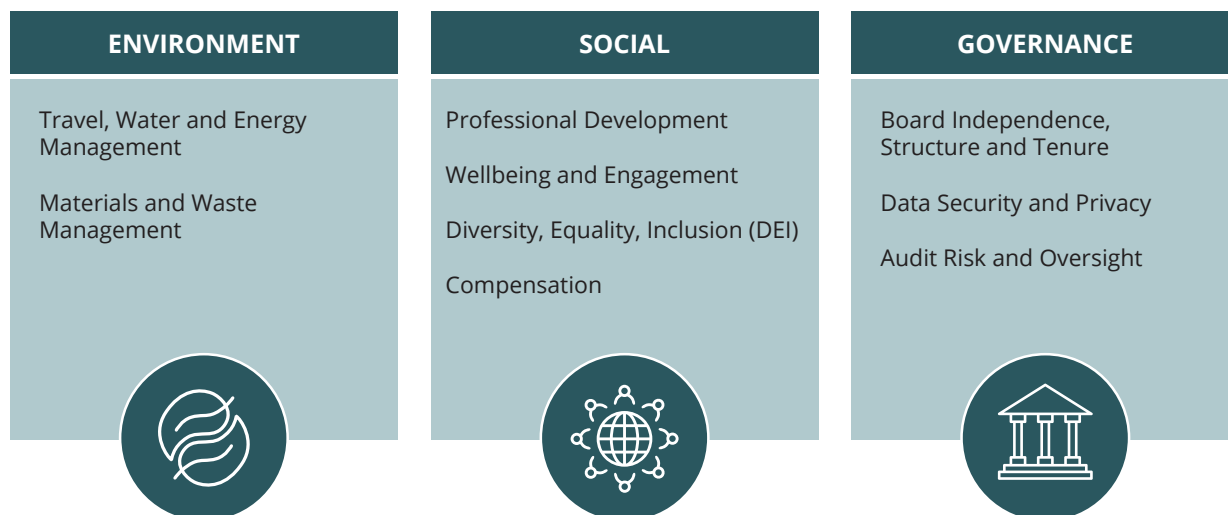 ENVIRONMENT
Travel, Water and Energy
Management
Materials and Waste
Management
SOCIAL
Professional Development
Wellbeing and Engagement
Diversity, Equality, Inclusion (DEI)
Compensation
GOVERNANCE
Board Independence,
Structure and Tenure
Data Security and Privacy
Audit Risk and Oversight